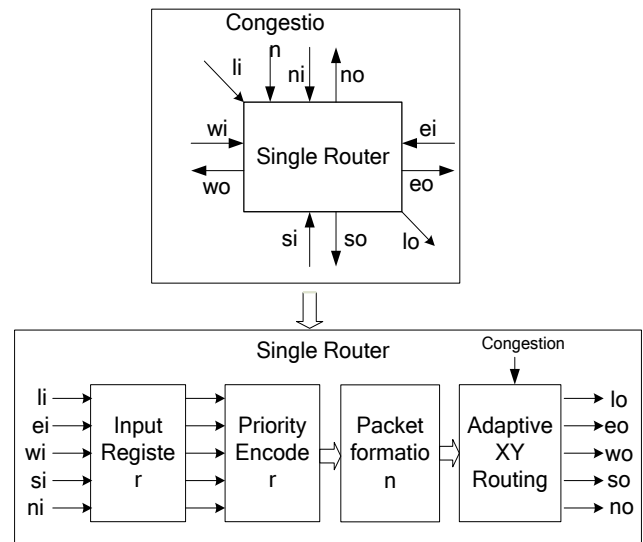 Congestio
n
li
ni
no
wi
ei
Single Router
wo
eo
si
so
lo
Single Router
Congestion
li
ei
wi
si
ni
Input
Registe
r
Priority
Encode
r
Packet
formatio
n
Adaptive
XY
Routing
lo
eo
wo
so
no